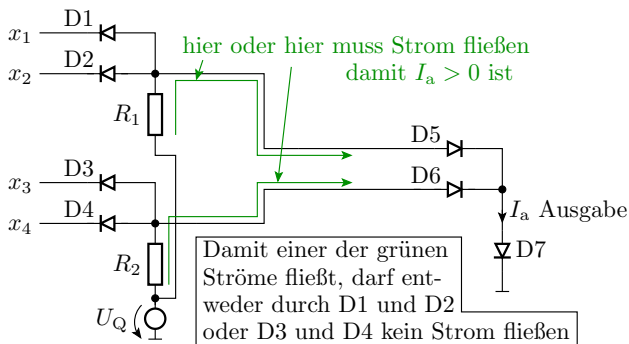 D1
x₁
hier oder hier muss Strom fließen
D2
x₂
damit Iₐ > 0 ist
R₁
D5
D3
D6
x₃
D4
x₄
Iₐ Ausgabe
Damit einer der grünen
D7
R₂
Ströme fließt, darf ent-
weder durch D1 und D2
U_Q
oder D3 und D4 kein Strom fließen